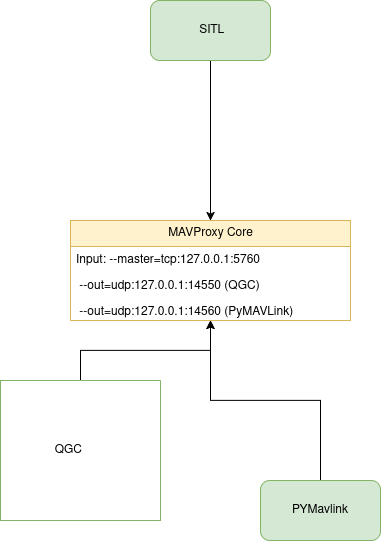 SITL
MAVProxy Core
Input: --master=tcp:127.0.0.1:5760
--out=udp:127.0.0.1:14550 (QGC)
--out=udp:127.0.0.1:14560 (PyMAVLink)
QGC
PYMavlink